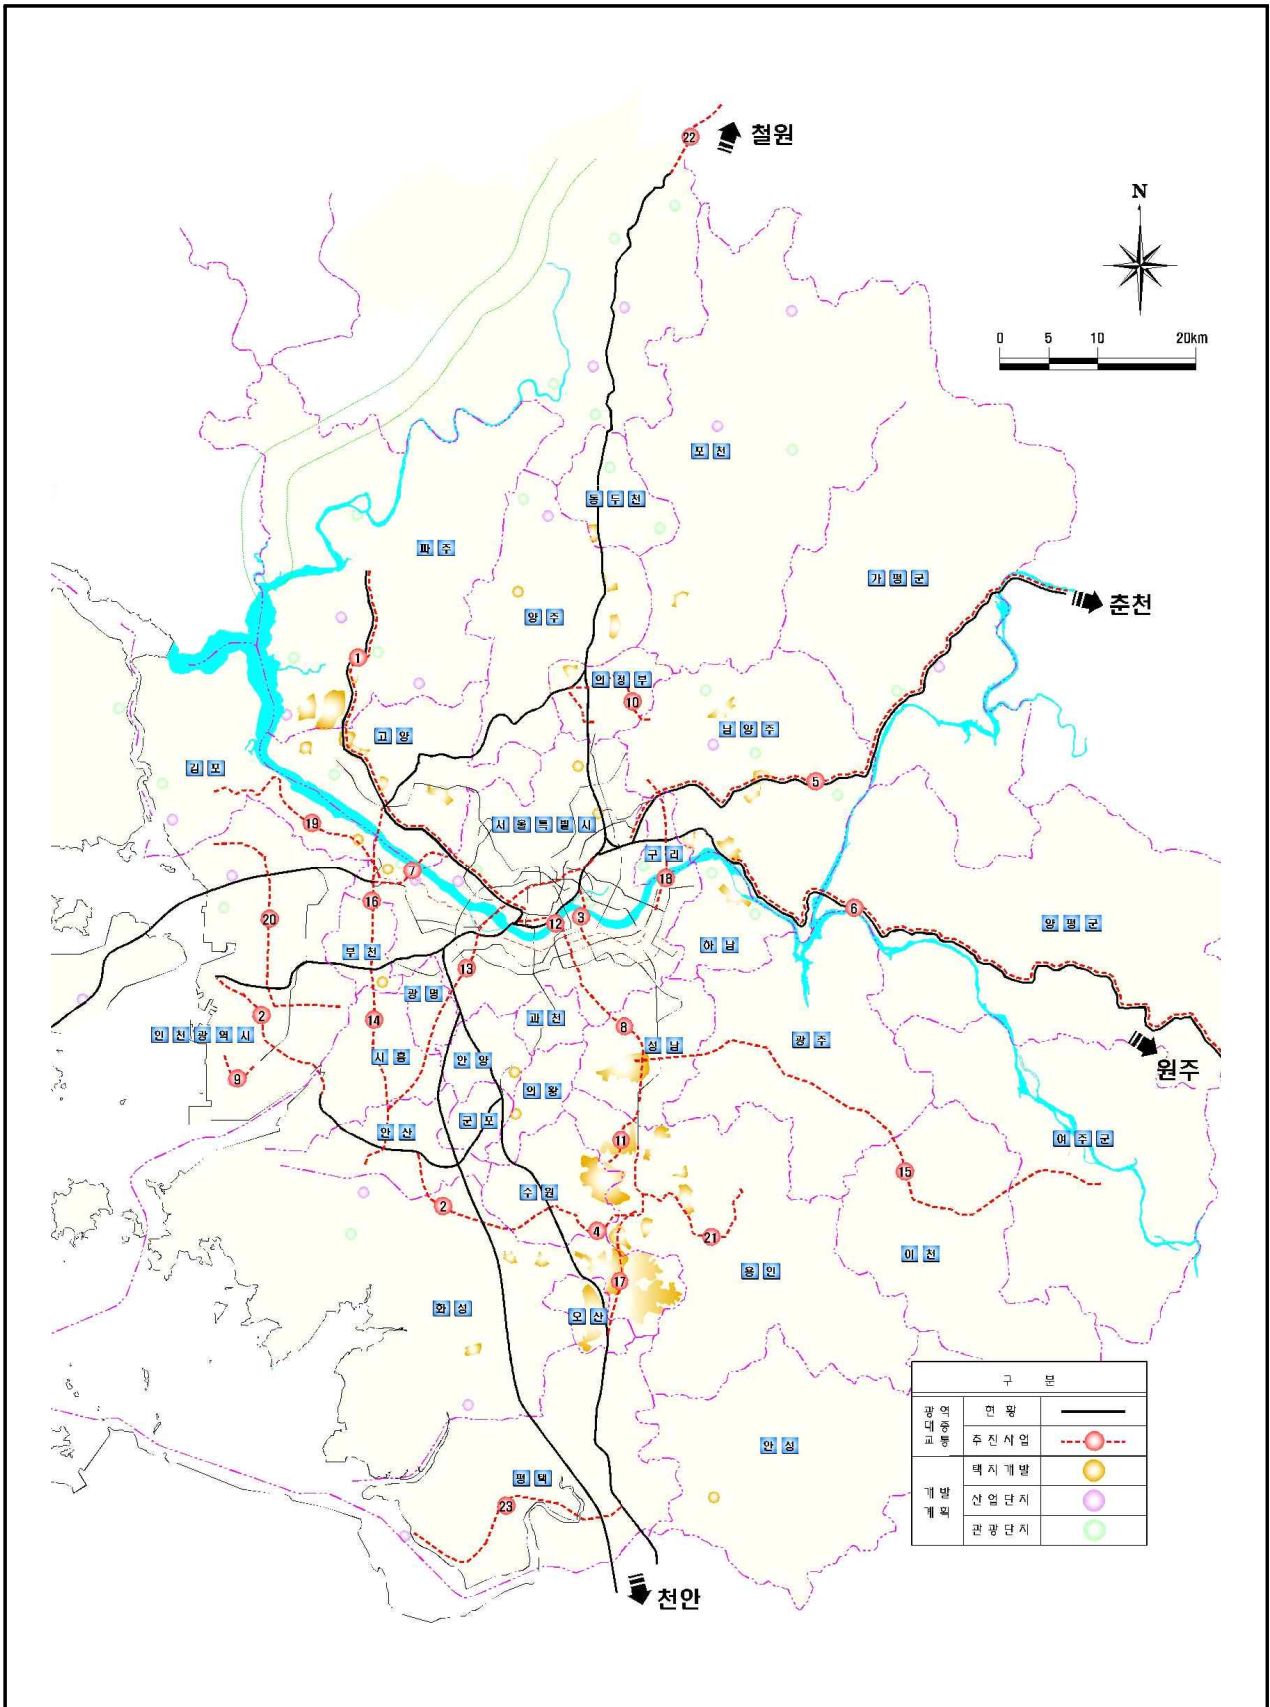 22
철원
N
0 5 10 20km
포천
동두천
파주
가평군
춘천
양주
1
의정부
10
고양
남양주
김포
5
19
서울특별시
구리
7
18
16
6
20
12
3
양평군
부천
하남
13
광명
2
14
과천
8
인천광역시
시흥
안양
성남
광주
원주
9
의왕
군포
안산
11
여주군
15
수원
2
4
21
이천
용인
17
화성
오산
구 분
광역대중교통
현황
추진사업
안성
택지개발
개발계획
산업단지
관광단지
평택
23
천안